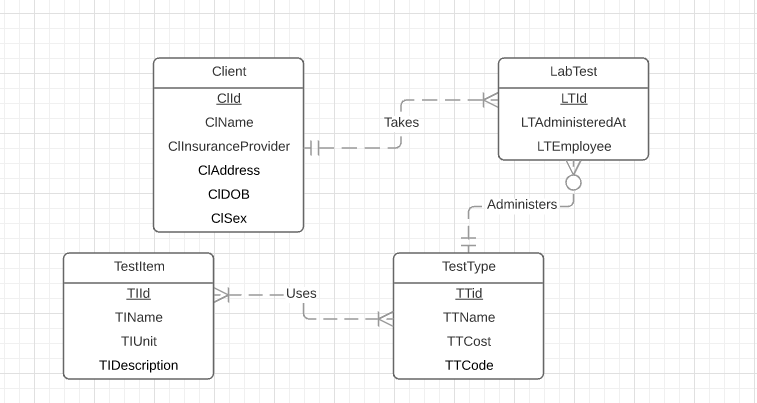 Client
ClId
ClName
ClInsuranceProvider
ClAddress
ClDOB
ClSex
Takes
LabTest
LTId
LTAdministeredAt
LTEmployee
Administers
TestItem
TIId
TIName
TIUnit
TIDescription
Uses
TestType
TTid
TTName
TTCost
TTCode